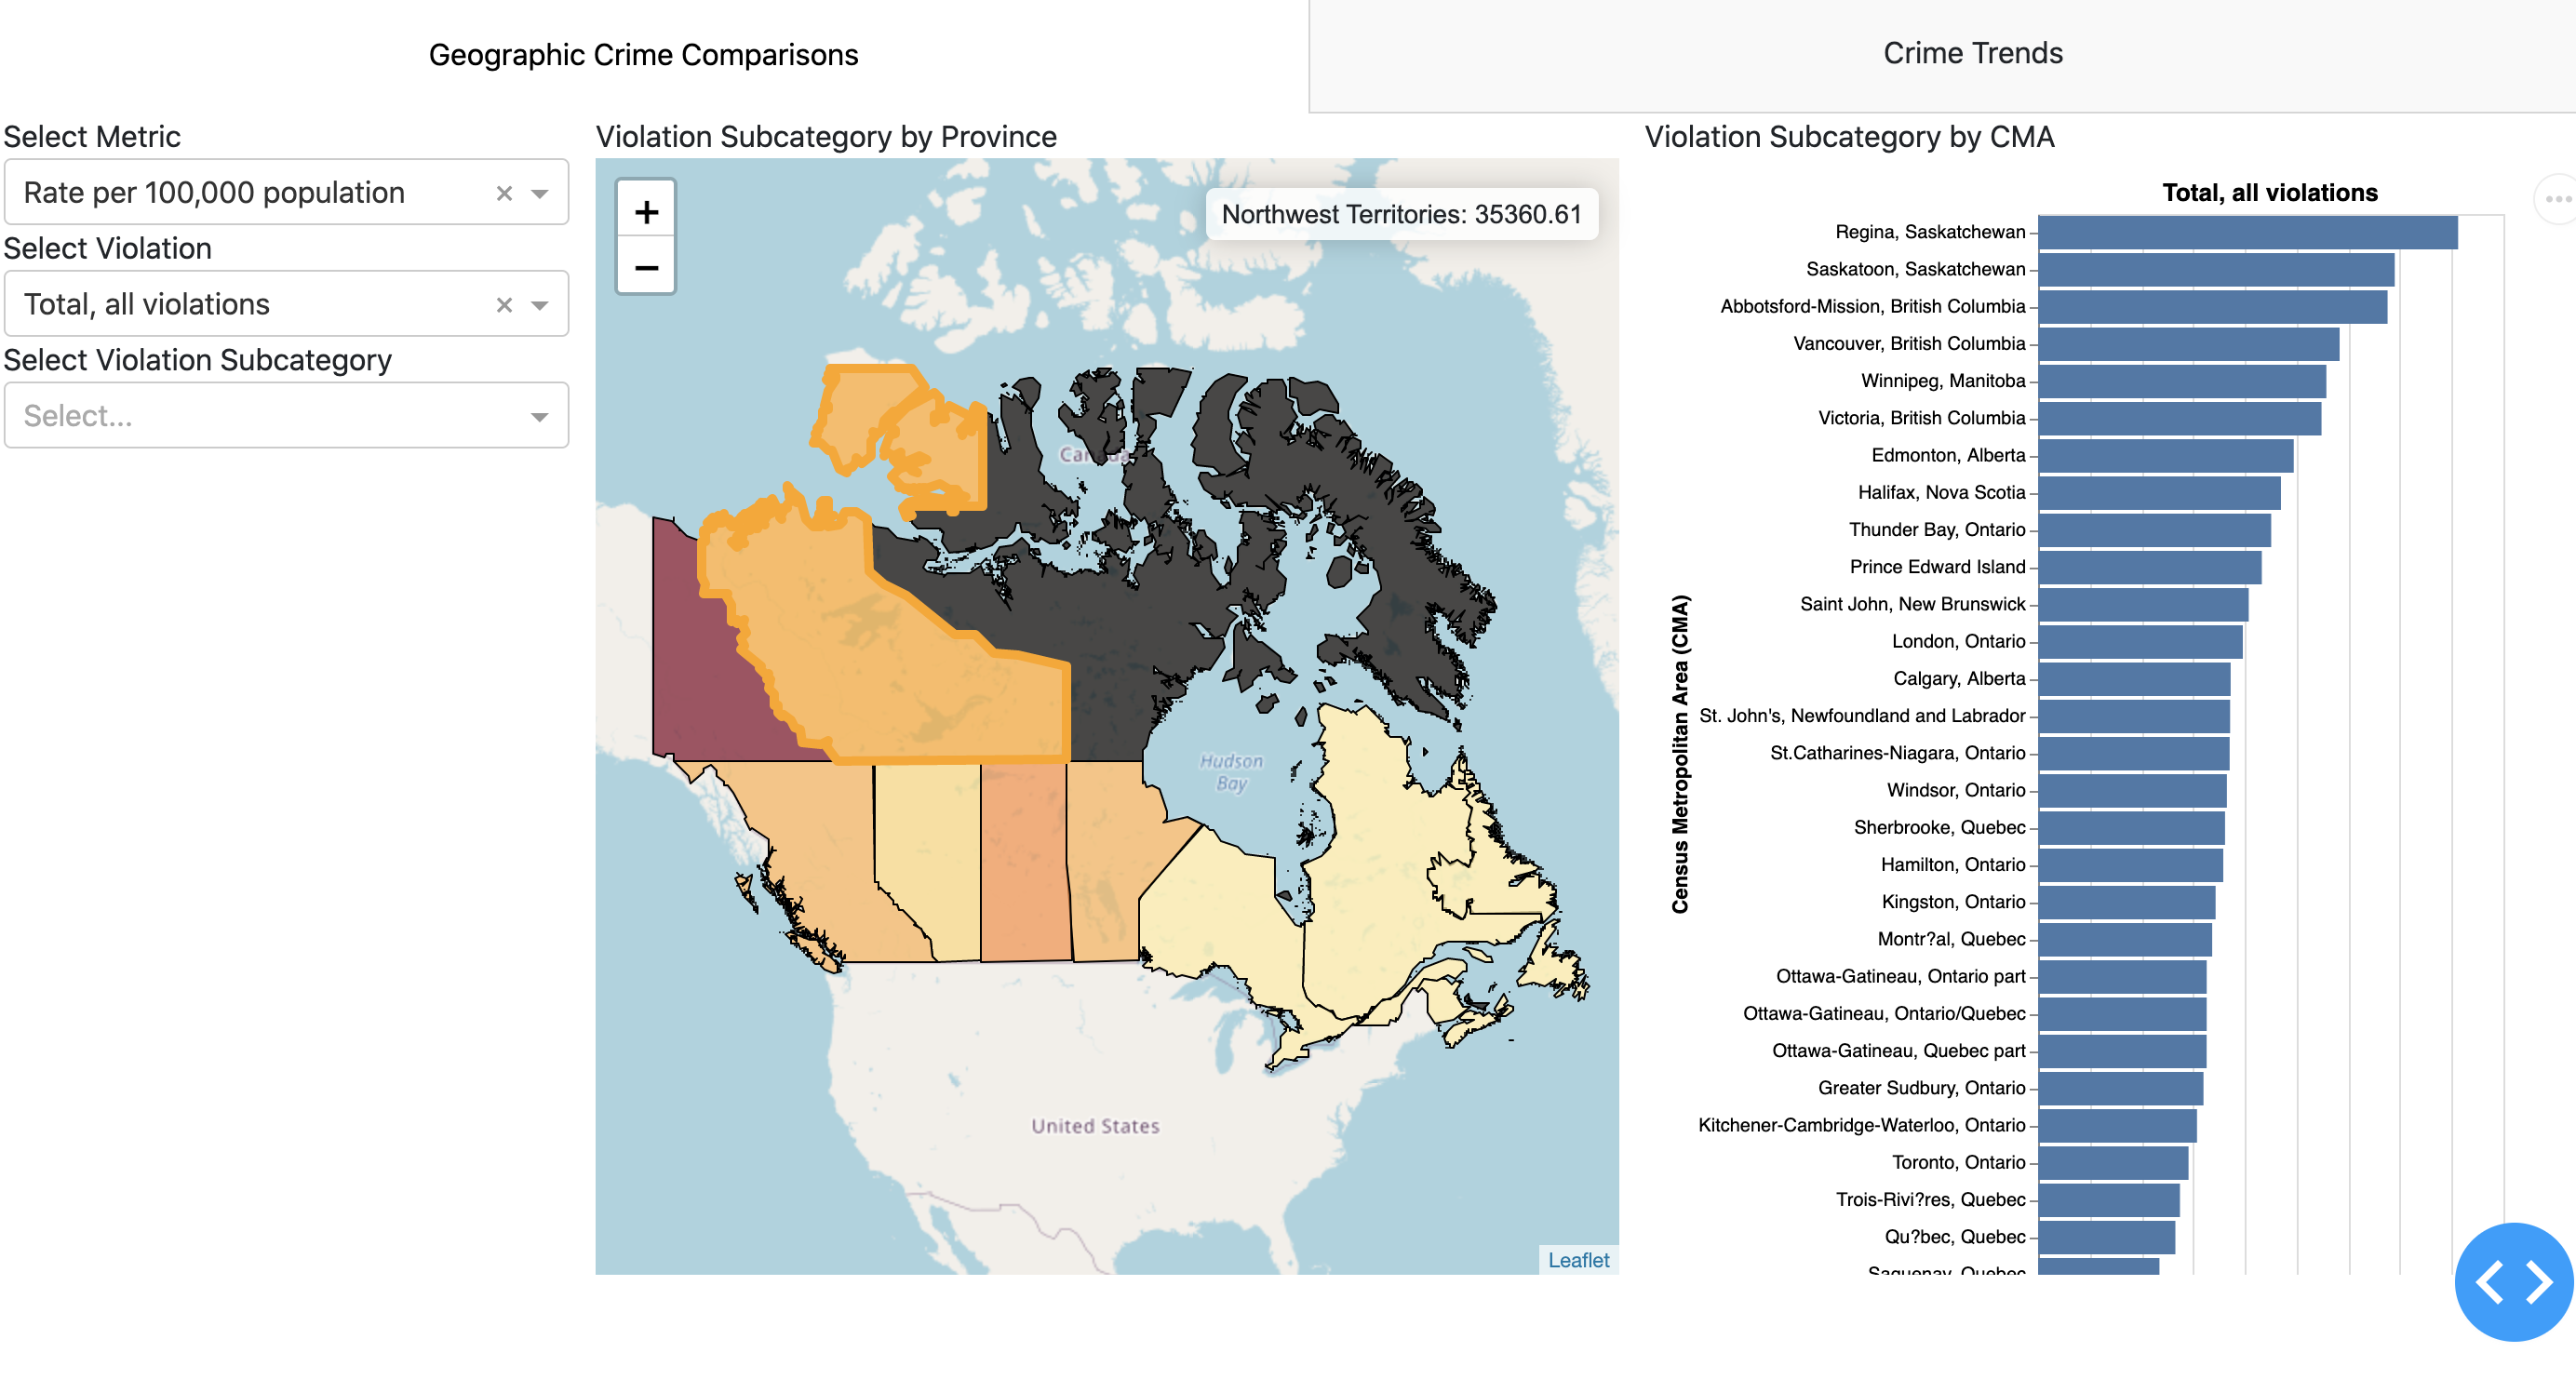 Geographic Crime Comparisons
Crime Trends
Select Metric
Rate per 100,000 population
Select Violation
Total, all violations
Select Violation Subcategory
Select...
Violation Subcategory by Province
+
−
Northwest Territories: 35360.61
Canada
Hudson
Bay
United States
Leaflet
Violation Subcategory by CMA
Total, all violations
Census Metropolitan Area (CMA)
Regina, Saskatchewan
Saskatoon, Saskatchewan
Abbotsford-Mission, British Columbia
Vancouver, British Columbia
Winnipeg, Manitoba
Victoria, British Columbia
Edmonton, Alberta
Halifax, Nova Scotia
Thunder Bay, Ontario
Prince Edward Island
Saint John, New Brunswick
London, Ontario
Calgary, Alberta
St. John's, Newfoundland and Labrador
St.Catharines-Niagara, Ontario
Windsor, Ontario
Sherbrooke, Quebec
Hamilton, Ontario
Kingston, Ontario
Montr?al, Quebec
Ottawa-Gatineau, Ontario part
Ottawa-Gatineau, Ontario/Quebec
Ottawa-Gatineau, Quebec part
Greater Sudbury, Ontario
Kitchener-Cambridge-Waterloo, Ontario
Toronto, Ontario
Trois-Rivi?res, Quebec
Qu?bec, Quebec
Saguenay, Quebec